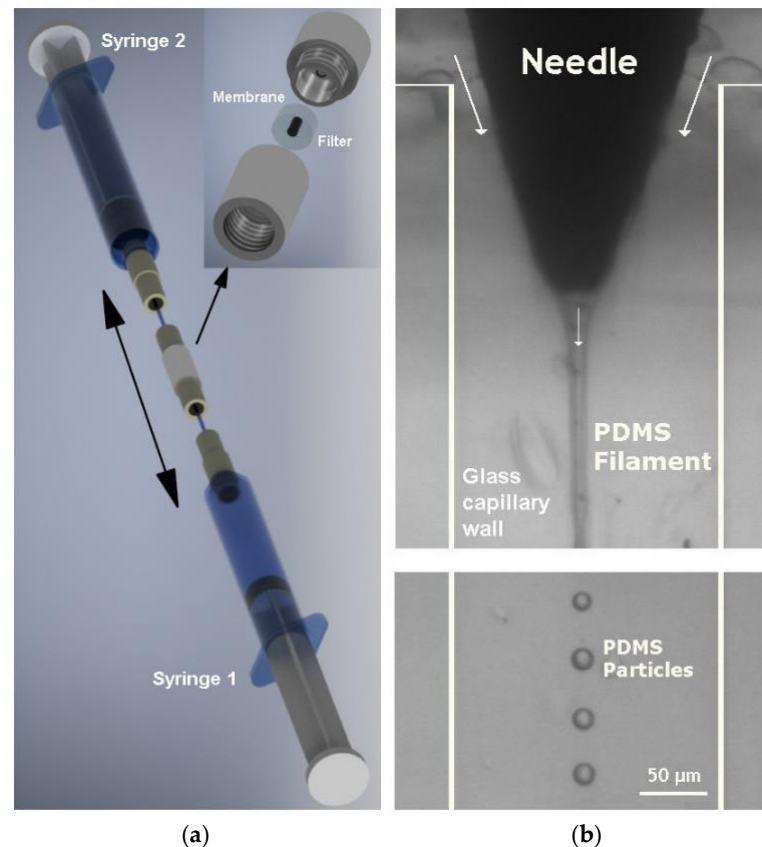 Syringe 2
Membrane
Filter
Syringe 1
Needle
PDMS
Filament
Glass
capillary
wall
PDMS
Particles
50 µm
(a)
(b)